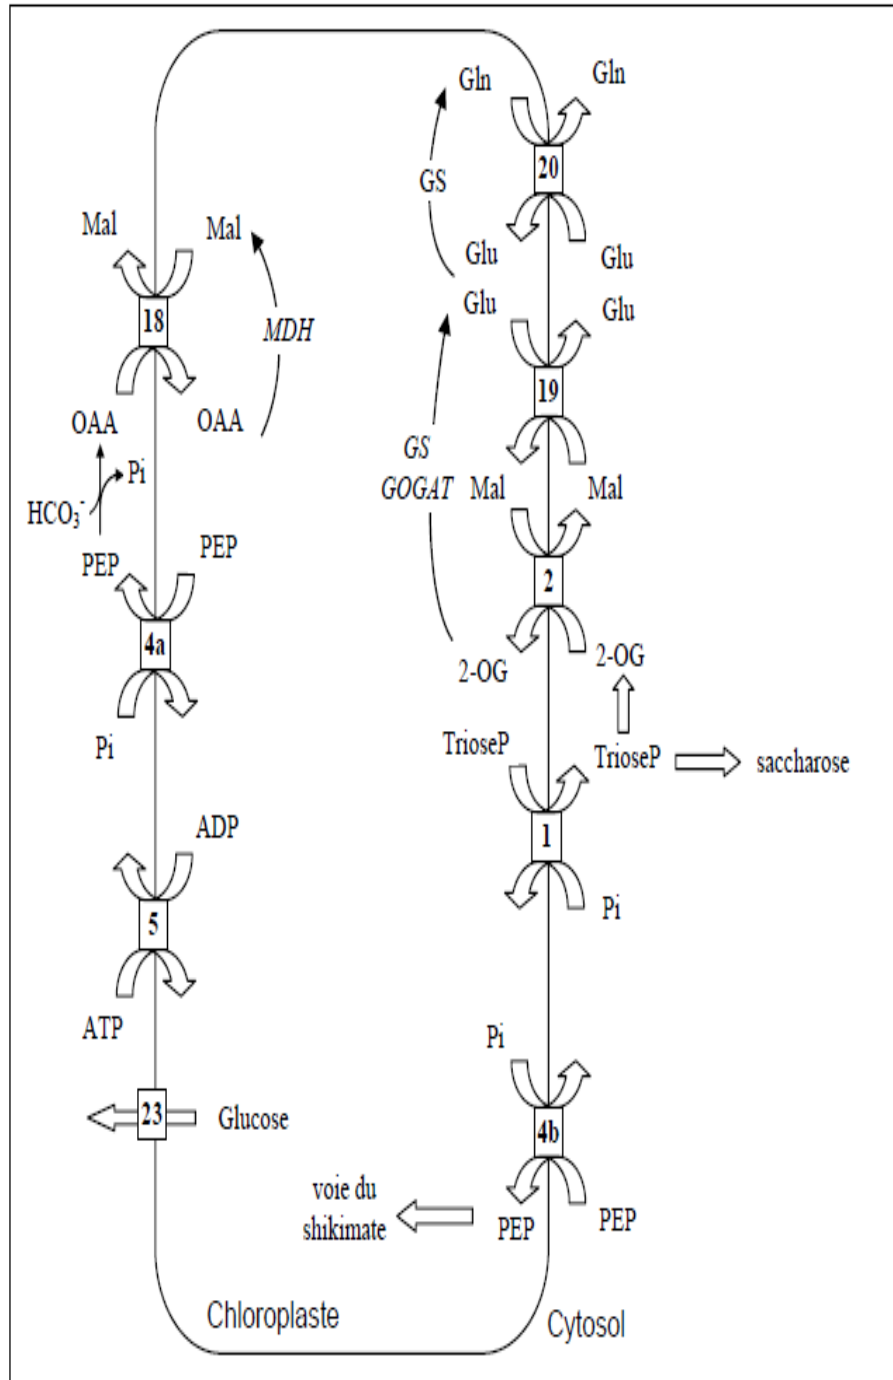 Gln
Gln
20
GS
Glu
Glu
Mal
Mal
18
MDH
OAA
OAA
Pi
HCO₃⁻
PEP
PEP
4a
Pi
Glu
Glu
19
GS
GOGAT
Mal
Mal
2
2-OG
2-OG
TrioseP
TrioseP
saccharose
1
Pi
ADP
5
ATP
23
Glucose
Pi
4b
voie du
shikimate
PEP
PEP
Chloroplaste
Cytosol